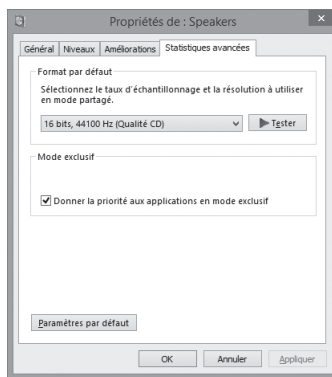 Propriétés de : Speakers
Général Niveaux Améliorations Statistiques avancées
Format par défaut
Sélectionnez le taux d'échantillonnage et la résolution à utiliser
en mode partagé.
16 bits, 44100 Hz (Qualité CD) Tester
Mode exclusif
Donner la priorité aux applications en mode exclusif
Paramètres par défaut
OK Annuler Appliquer